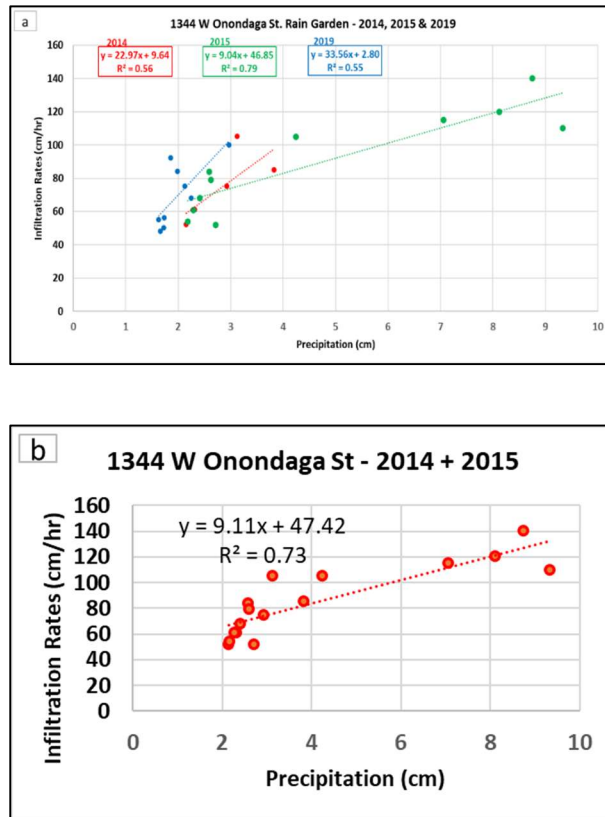 a
1344 W Onondaga St. Rain Garden - 2014, 2015 & 2019
2014 2015 2019
y = 22.97x + 9.64 y = 9.04x + 46.85 y = 33.56x + 2.80
R² = 0.56 R² = 0.79 R² = 0.55
Infiltration Rates (cm/hr)
160
140
120
100
80
60
40
20
0
0 1 2 3 4 5 6 7 8 9 10
Precipitation (cm)
b
1344 W Onondaga St - 2014 + 2015
y = 9.11x + 47.42
R² = 0.73
Infiltration Rates (cm/hr)
160
140
120
100
80
60
40
20
0
0 2 4 6 8 10
Precipitation (cm)